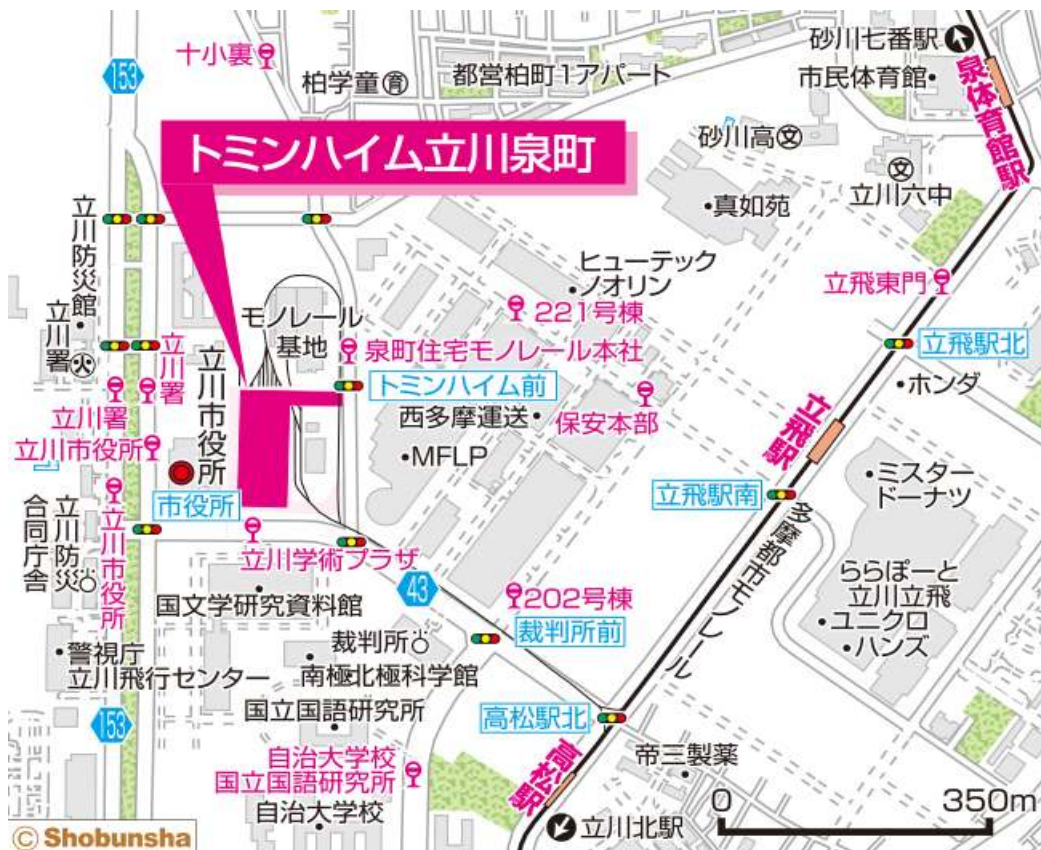 砂川七番駅
十小裏
153
柏学童
育
都営柏町1アパート
市民体育館
泉体育館駅
トミンハイム立川泉町
砂川高
文
文
立川六中
真如苑
立川防災館
ヒューテック
ノオリン
立飛東門
221号棟
モノレール
基地
泉町住宅モノレール本社
立飛駅北
立川署
火
立川署
立川市役所
トミンハイム前
ホンダ
西多摩運送
保安本部
立飛駅
立川署
立川市役所
MFLP
ミスター
ドーナツ
市役所
立飛駅南
立川防災
合同庁舎
立川市役所
立川学術プラザ
多摩都市モノレール
43
ららぽーと
立川立飛
国文学研究資料館
202号棟
ユニクロ
裁判所
裁判所前
ハンズ
警視庁
立川飛行センター
南極北極科学館
153
国立国語研究所
高松駅北
自治大学校
国立国語研究所
高松駅
帝三製薬
自治大学校
0
350m
立川北駅
© Shobunsha